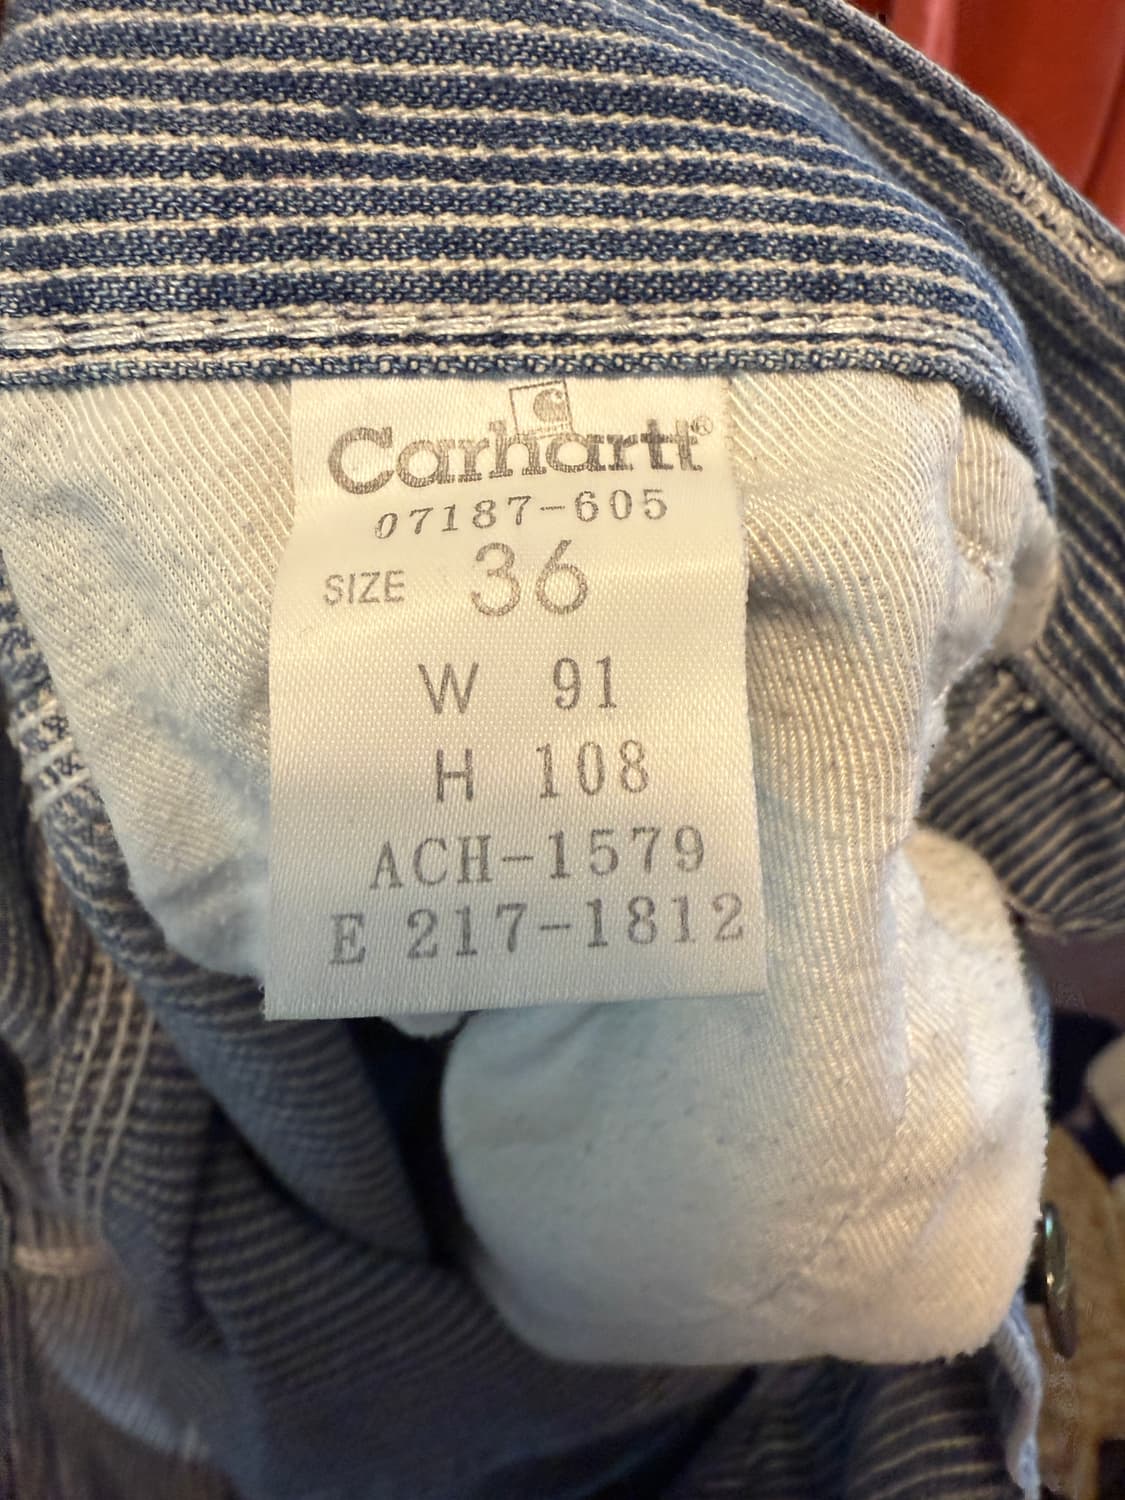 Carhartt®
07187-605
SIZE 36
W 91
H 108
ACH-1579
E 217-1812